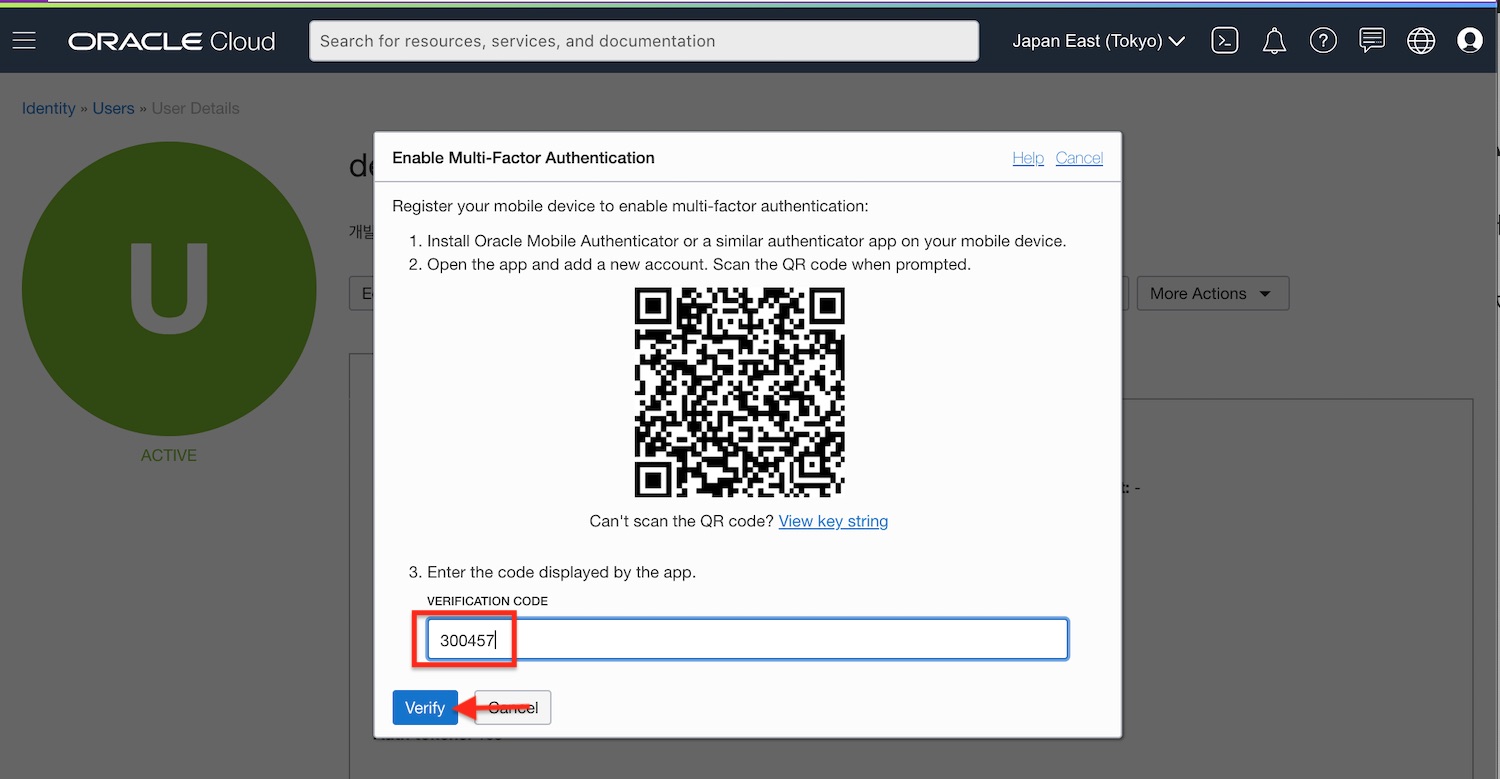 ORACLE Cloud
Search for resources, services, and documentation
Japan East (Tokyo)
Identity » Users » User Details
U
ACTIVE
More Actions
Enable Multi-Factor Authentication
Help Cancel
Register your mobile device to enable multi-factor authentication:
1. Install Oracle Mobile Authenticator or a similar authenticator app on your mobile device.
2. Open the app and add a new account. Scan the QR code when prompted.
Can't scan the QR code? View key string
3. Enter the code displayed by the app.
VERIFICATION CODE
300457
Verify
Cancel